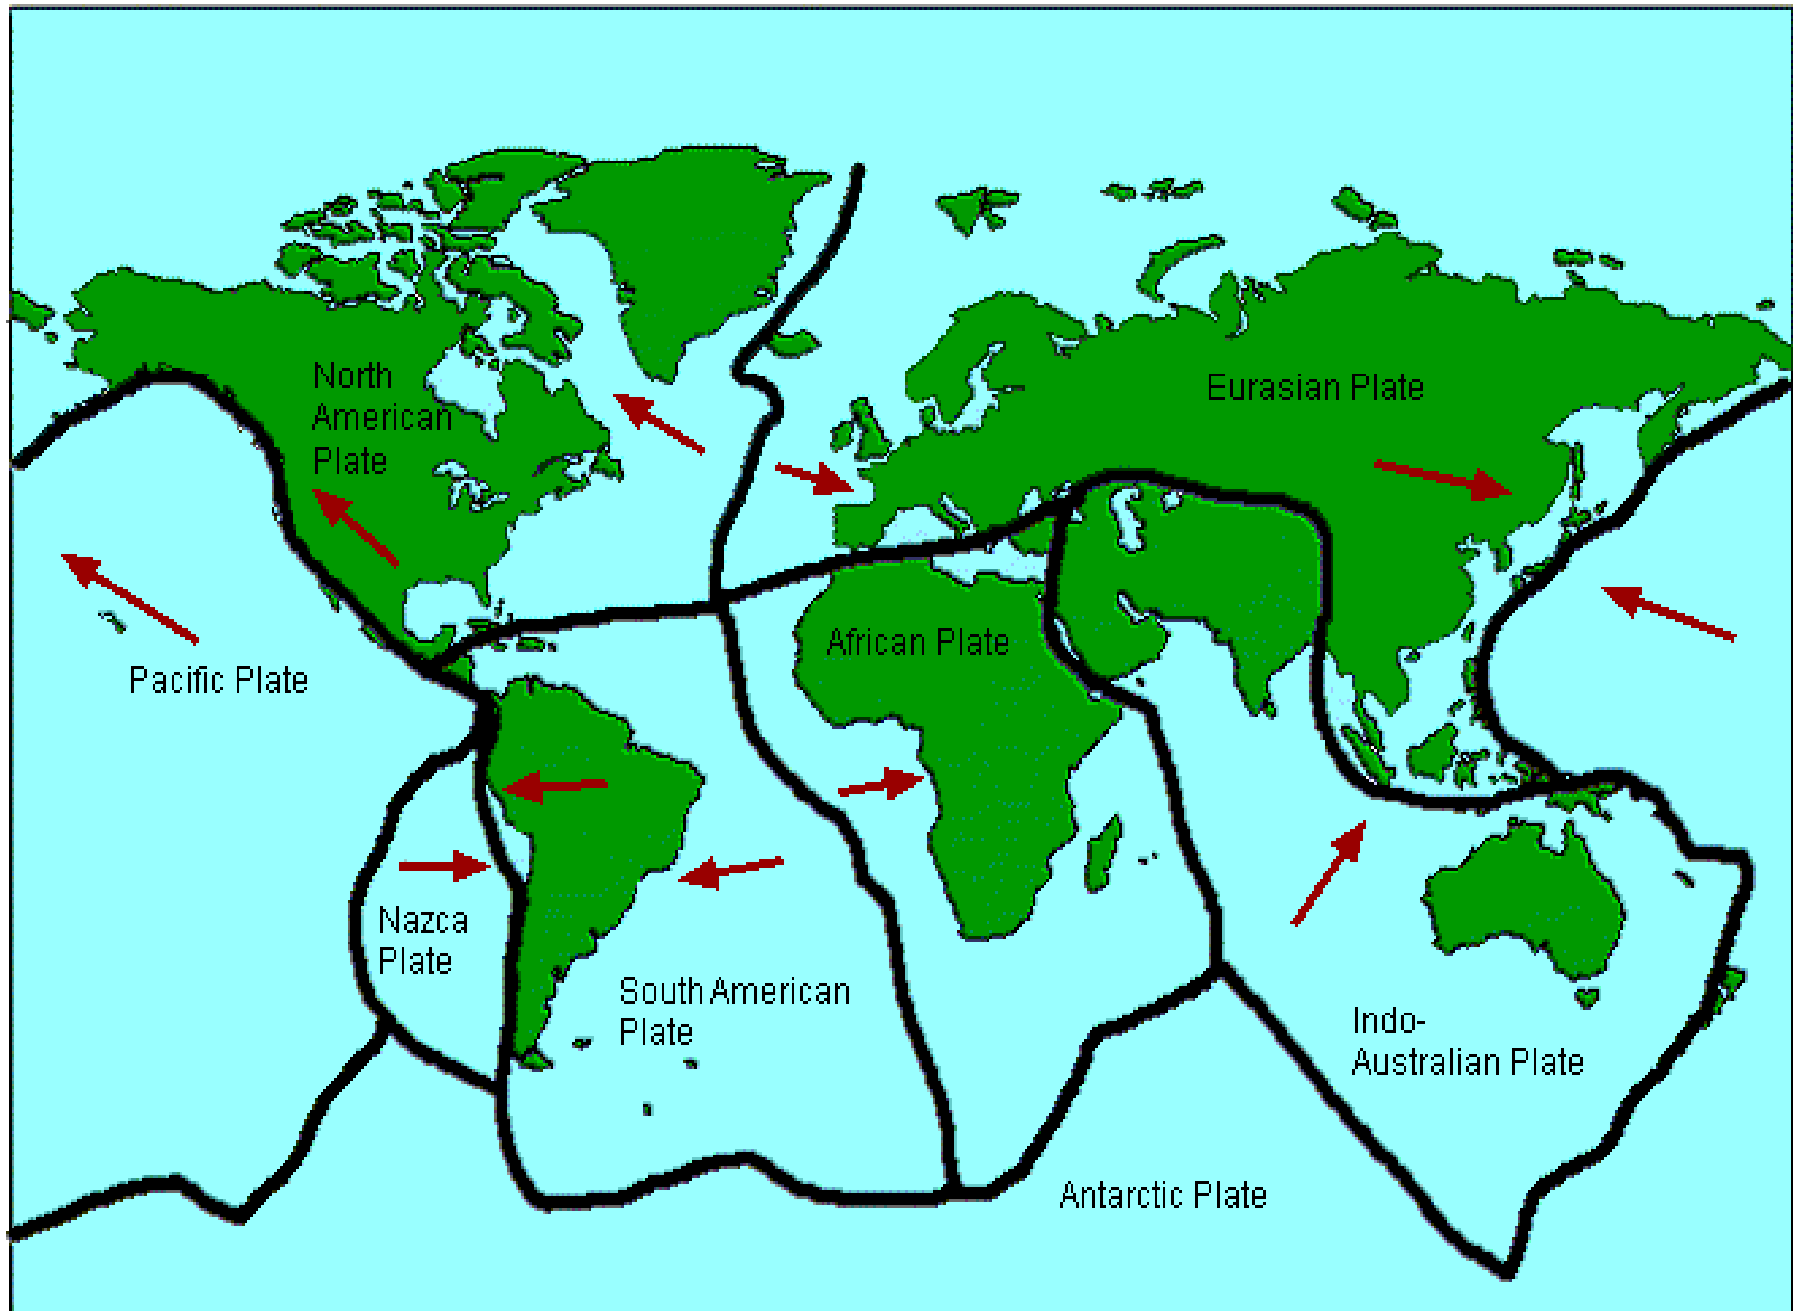 North
American
Plate
Eurasian Plate
Pacific Plate
African Plate
Nazca
Plate
South American
Plate
Indo-
Australian Plate
Antarctic Plate